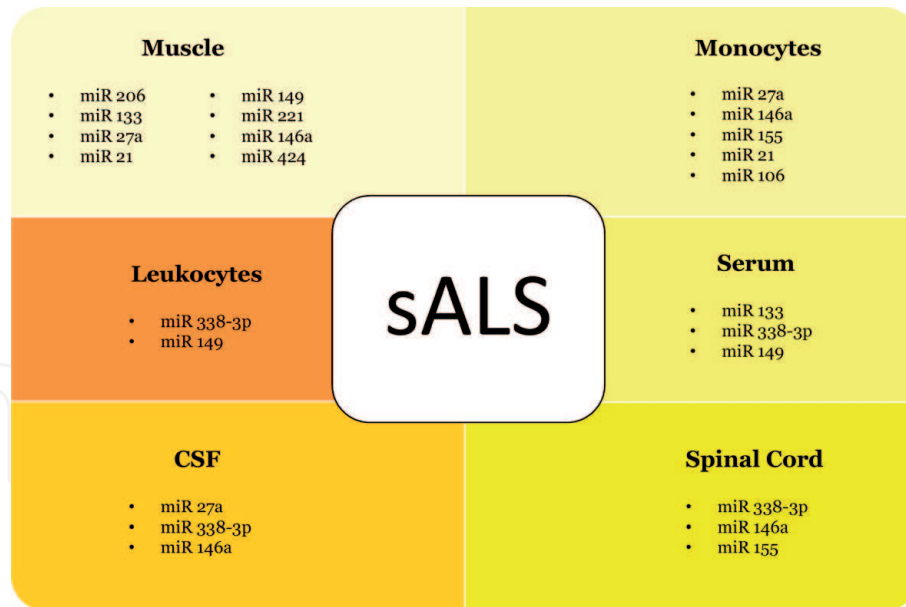 Muscle
• miR 206
• miR 133
• miR 27a
• miR 21
• miR 149
• miR 221
• miR 146a
• miR 424
Monocytes
• miR 27a
• miR 146a
• miR 155
• miR 21
• miR 106
Leukocytes
• miR 338-3p
• miR 149
sALS
Serum
• miR 133
• miR 338-3p
• miR 149
CSF
• miR 27a
• miR 338-3p
• miR 146a
Spinal Cord
• miR 338-3p
• miR 146a
• miR 155